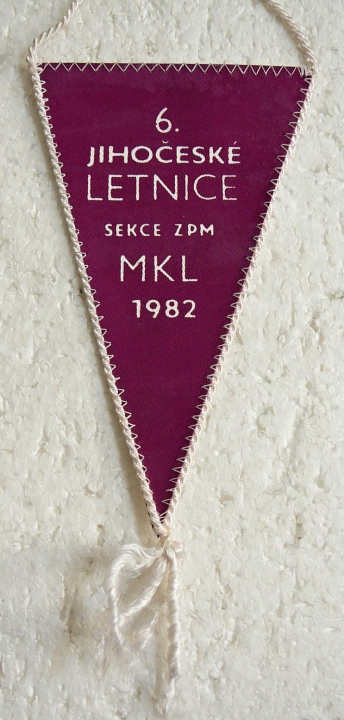 6.
JIHOČESKÉ
LETNICE
SEKCE ZPM
MKL
1982